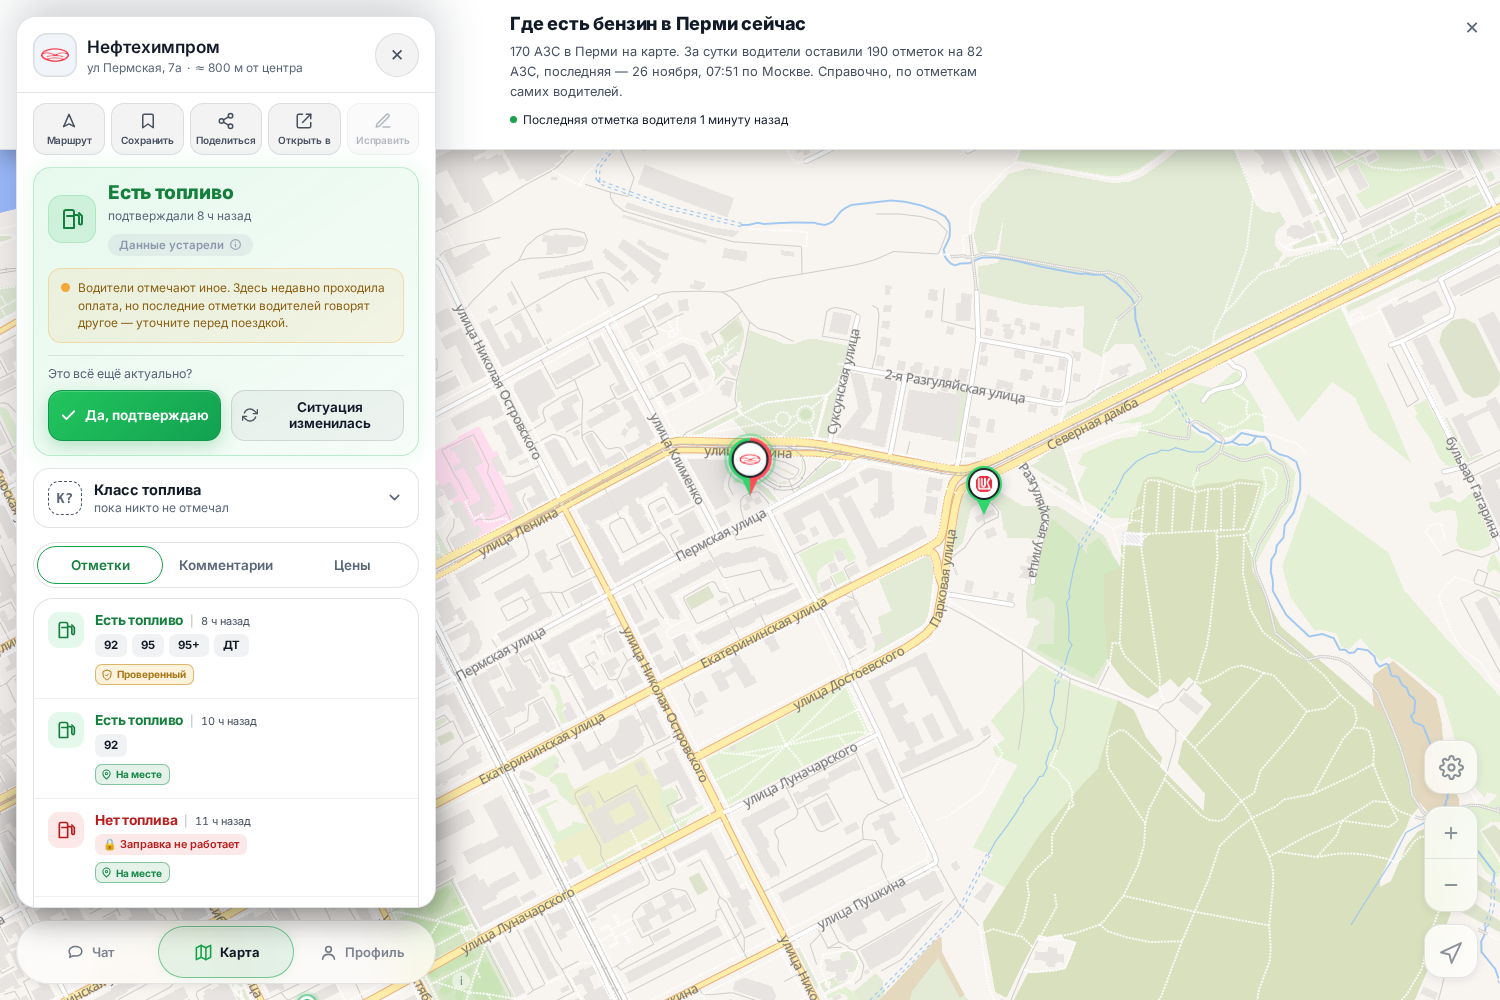 Нефтехимпром
ул Пермская, 7а · ≈ 800 м от центра
Маршрут
Сохранить
Поделиться
Открыть в
Исправить
Есть топливо
подтверждали 8 ч назад
Данные устарели
Водители отмечают иное. Здесь недавно проходила
оплата, но последние отметки водителей говорят
другое — уточните перед поездкой.
Это всё ещё актуально?
Да, подтверждаю
Ситуация
изменилась
K?
Класс топлива
пока никто не отмечал
Отметки
Комментарии
Цены
Есть топливо | 8 ч назад
92 95 95+ ДТ
Проверенный
Есть топливо | 10 ч назад
92
На месте
Нет топлива | 11 ч назад
Заправка не работает
На месте
Чат
Карта
Профиль
Где есть бензин в Перми сейчас
170 АЗС в Перми на карте. За сутки водители оставили 190 отметок на 82
АЗС, последняя — 26 ноября, 07:51 по Москве. Справочно, по отметкам
самих водителей.
Последняя отметка водителя 1 минуту назад
улица Николая Островского
улица Клименко
Суксунская улица
2-я Разгуляйская улица
Северная дамба
бульвар Гагарина
Разгуляйская улица
улица Ленина
Пермская улица
Парковая улица
Екатерининская улица
Пермская улица
улица Николая Островского
улица Достоевского
Екатерининская улица
улица Луначарского
улица Пушкина
улица Луначарского
улица Николая Островского